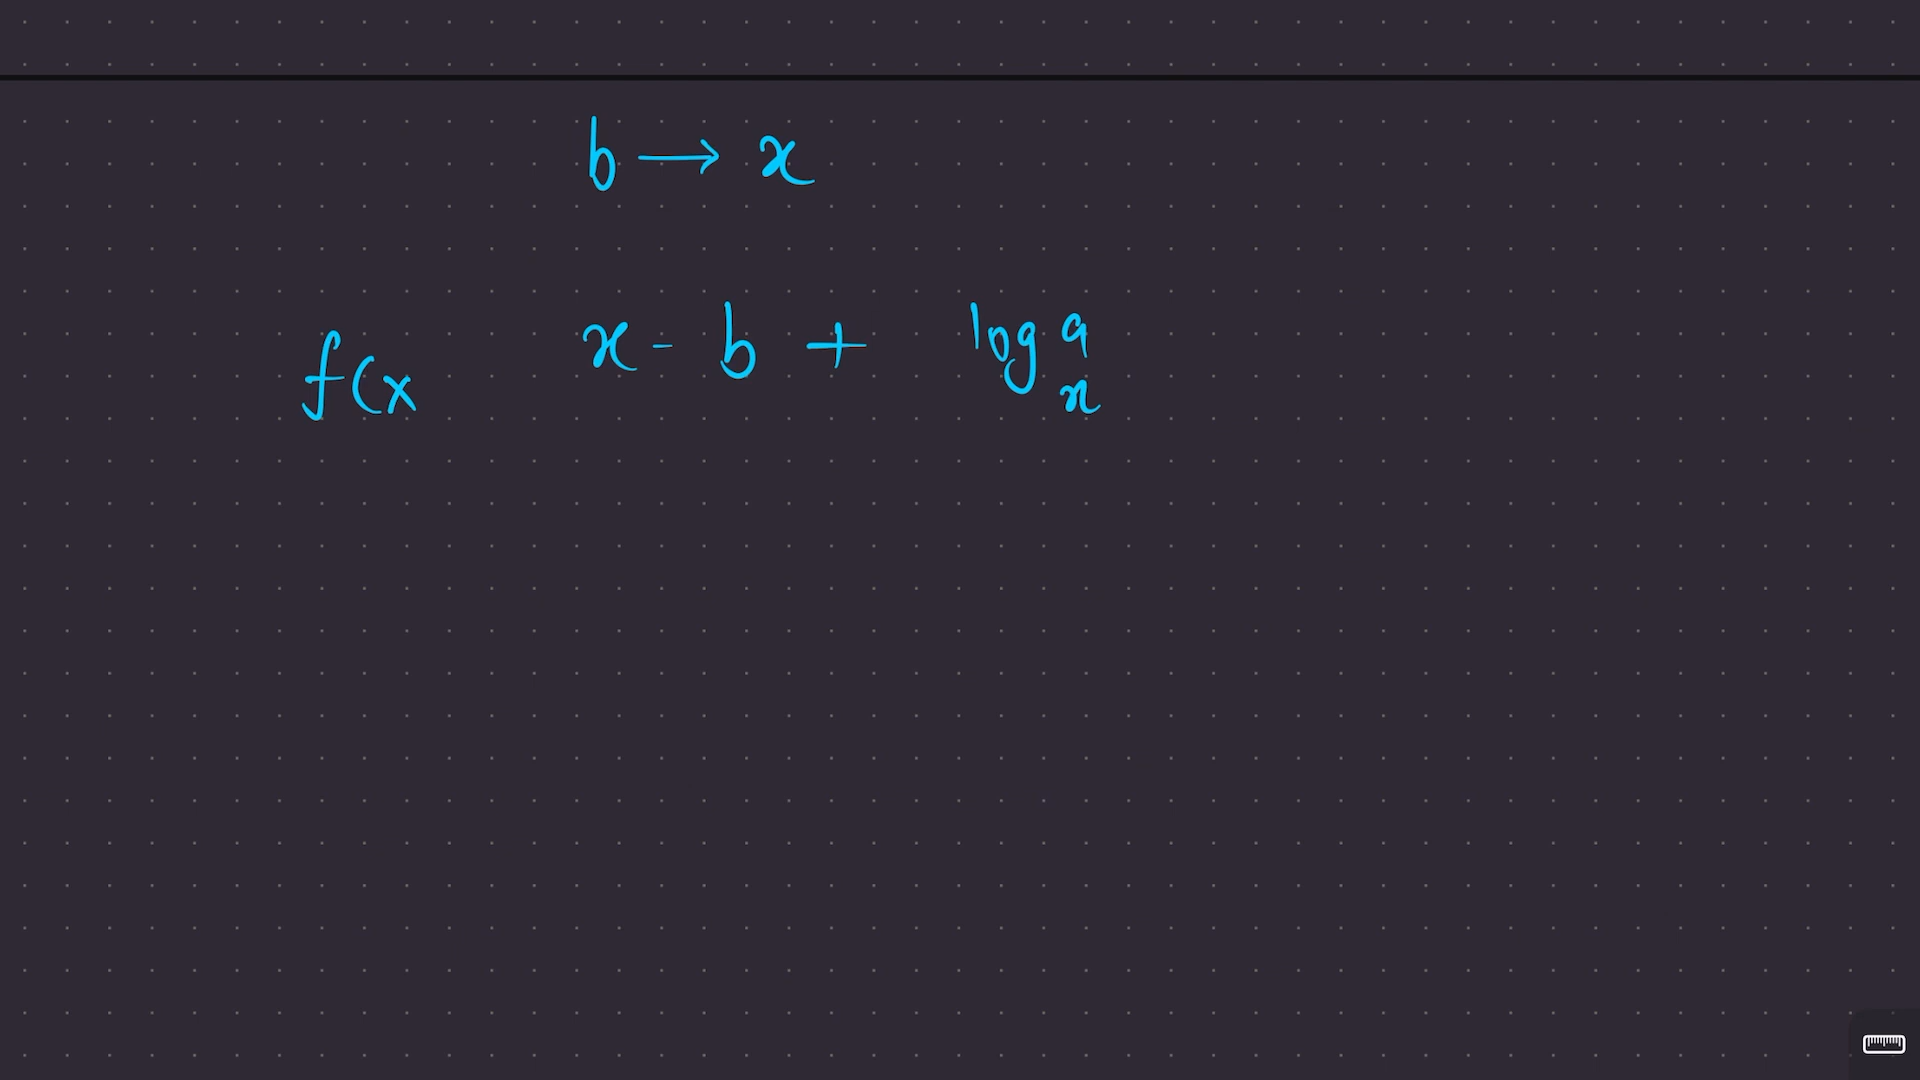 b → x
f(x x - b + log a x